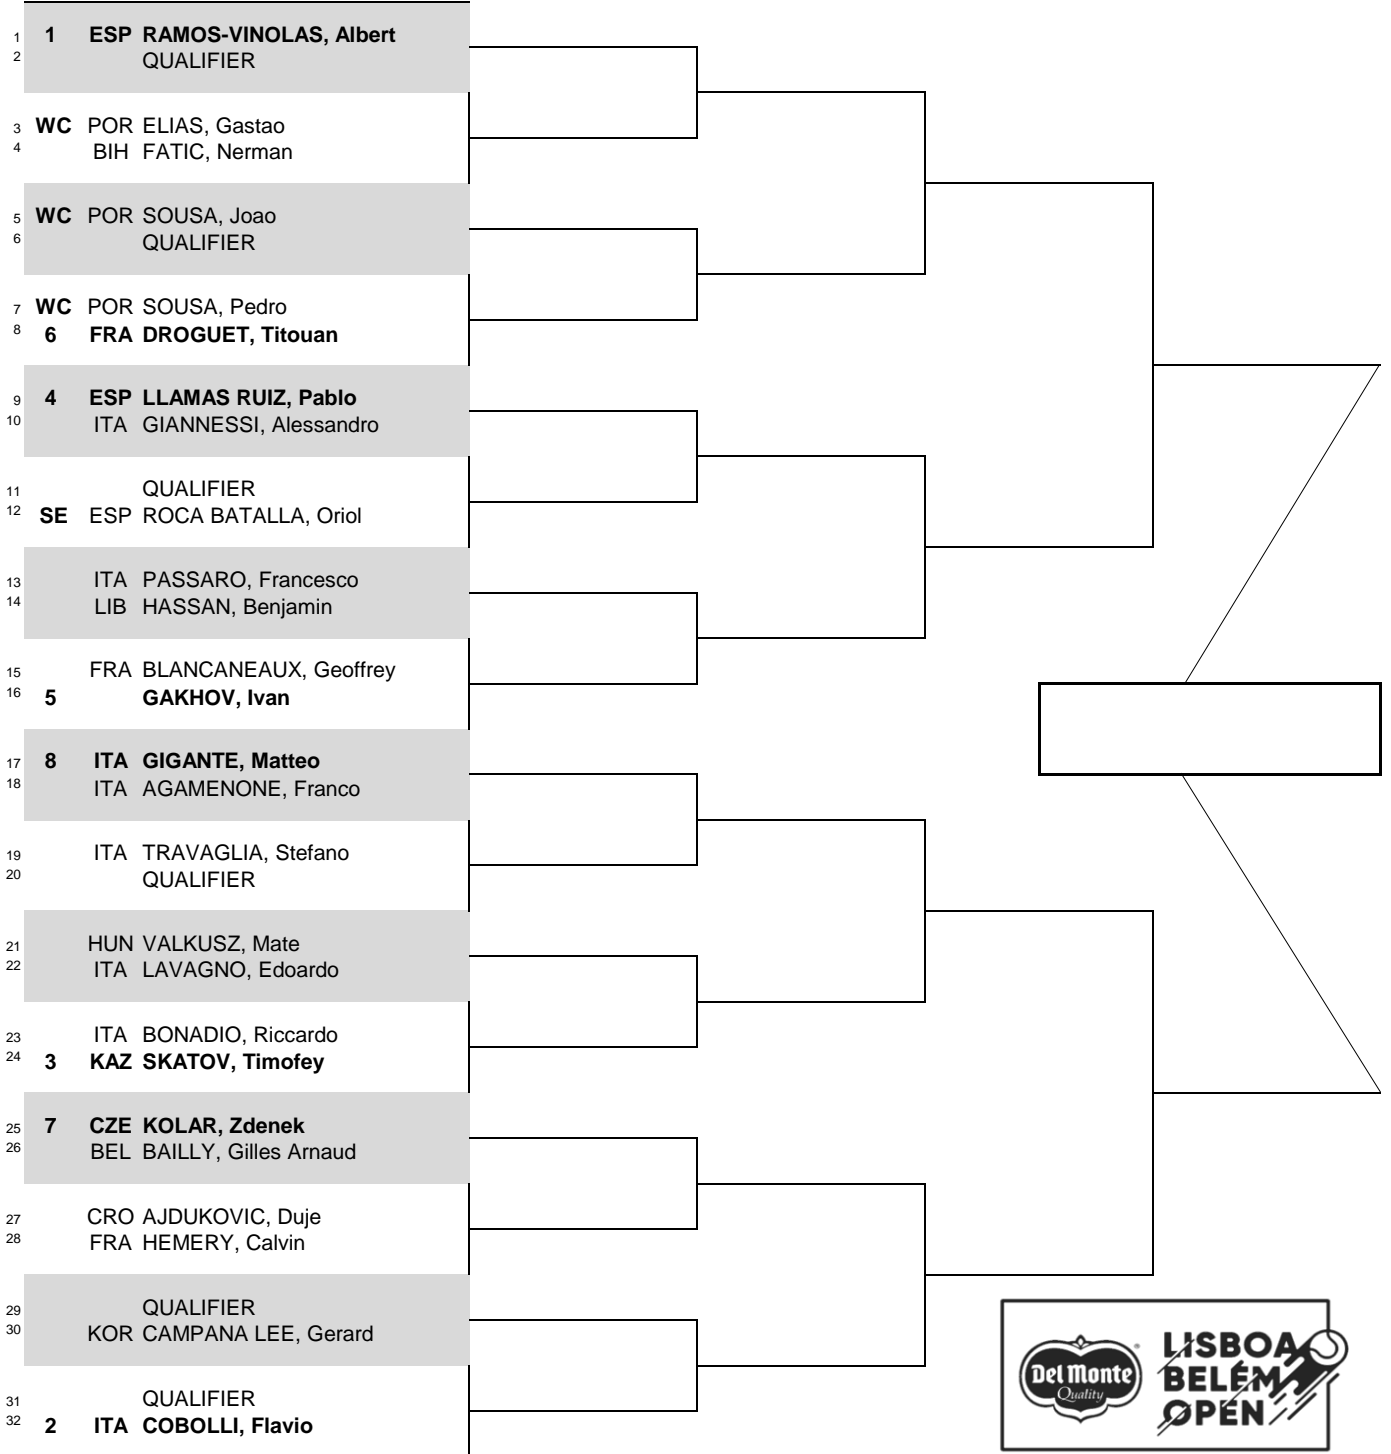 1 1 ESP RAMOS-VINOLAS, Albert
2 QUALIFIER
3 WC POR ELIAS, Gastao
4 BIH FATIC, Nerman
5 WC POR SOUSA, Joao
6 QUALIFIER
7 WC POR SOUSA, Pedro
8 6 FRA DROGUET, Titouan
9 4 ESP LLAMAS RUIZ, Pablo
10 ITA GIANNESSI, Alessandro
11 QUALIFIER
12 SE ESP ROCA BATALLA, Oriol
13 ITA PASSARO, Francesco
14 LIB HASSAN, Benjamin
15 FRA BLANCANEAUX, Geoffrey
16 5 GAKHOV, Ivan
17 8 ITA GIGANTE, Matteo
18 ITA AGAMENONE, Franco
19 ITA TRAVAGLIA, Stefano
20 QUALIFIER
21 HUN VALKUSZ, Mate
22 ITA LAVAGNO, Edoardo
23 ITA BONADIO, Riccardo
24 3 KAZ SKATOV, Timofey
25 7 CZE KOLAR, Zdenek
26 BEL BAILLY, Gilles Arnaud
27 CRO AJDUKOVIC, Duje
28 FRA HEMERY, Calvin
29 QUALIFIER
30 KOR CAMPANA LEE, Gerard
31 QUALIFIER
32 2 ITA COBOLLI, Flavio
Del Monte
Quality
LISBOA
BELÉM
OPEN